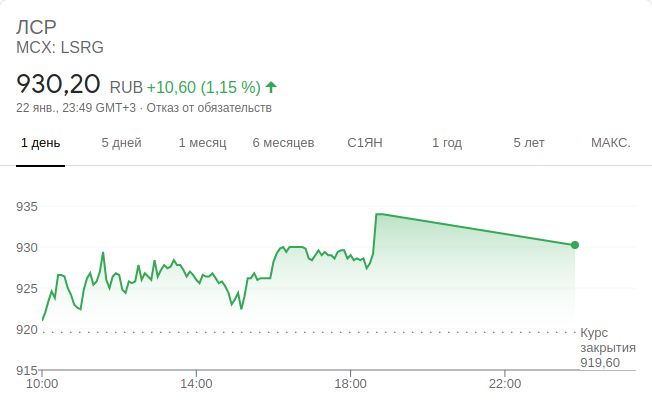 ЛСР
MCX: LSRG
930,20 RUB +10,60 (1,15 %)
22 янв., 23:49 GMT+3 · Отказ от обязательств
1 день 5 дней 1 месяц 6 месяцев С1ЯН 1 год 5 лет МАКС.
935
930
925
920
915
Курс
закрытия
919,60
10:00 14:00 18:00 22:00